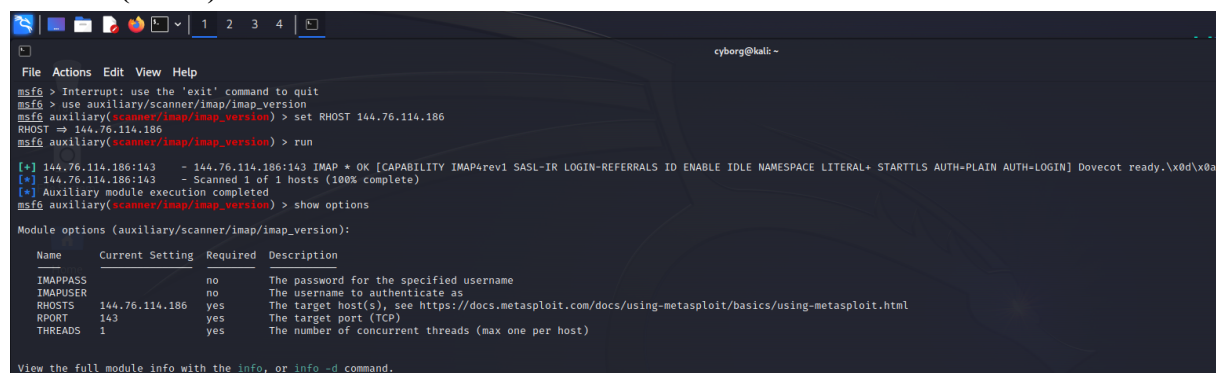 1 2 3 4
cyborg@kali: ~
File Actions Edit View Help
msf6 > Interrupt: use the 'exit' command to quit
msf6 > use auxiliary/scanner/imap/imap_version
msf6 auxiliary(scanner/imap/imap_version) > set RHOST 144.76.114.186
RHOST ⇒ 144.76.114.186
msf6 auxiliary(scanner/imap/imap_version) > run
[+] 144.76.114.186:143 - 144.76.114.186:143 IMAP * OK [CAPABILITY IMAP4rev1 SASL-IR LOGIN-REFERRALS ID ENABLE IDLE NAMESPACE LITERAL+ STARTTLS AUTH=PLAIN AUTH=LOGIN] Dovecot ready.\x0d\x0a
[*] 144.76.114.186:143 - Scanned 1 of 1 hosts (100% complete)
[*] Auxiliary module execution completed
msf6 auxiliary(scanner/imap/imap_version) > show options
Module options (auxiliary/scanner/imap/imap_version):
Name Current Setting Required Description
IMAPPASS no The password for the specified username
IMAPUSER no The username to authenticate as
RHOSTS 144.76.114.186 yes The target host(s), see https://docs.metasploit.com/docs/using-metasploit/basics/using-metasploit.html
RPORT 143 yes The target port (TCP)
THREADS 1 yes The number of concurrent threads (max one per host)
View the full module info with the info, or info -d command.